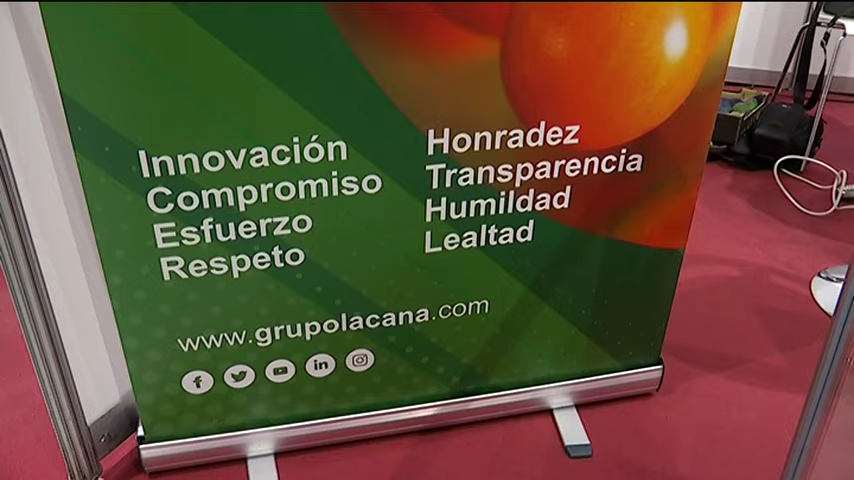 Innovación
Compromiso
Esfuerzo
Respeto
Honradez
Transparencia
Humildad
Lealtad
www.grupolacana.com